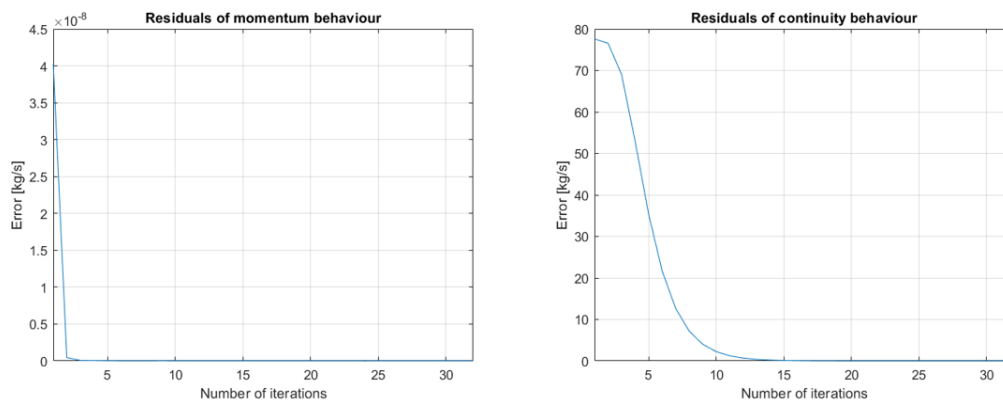 Residuals of momentum behaviour
×10⁻⁸
4.5
4
3.5
3
2.5
2
1.5
1
0.5
0
Error [kg/s]
5 10 15 20 25 30
Number of iterations
Residuals of continuity behaviour
80
70
60
50
40
30
20
10
0
Error [kg/s]
5 10 15 20 25 30
Number of iterations